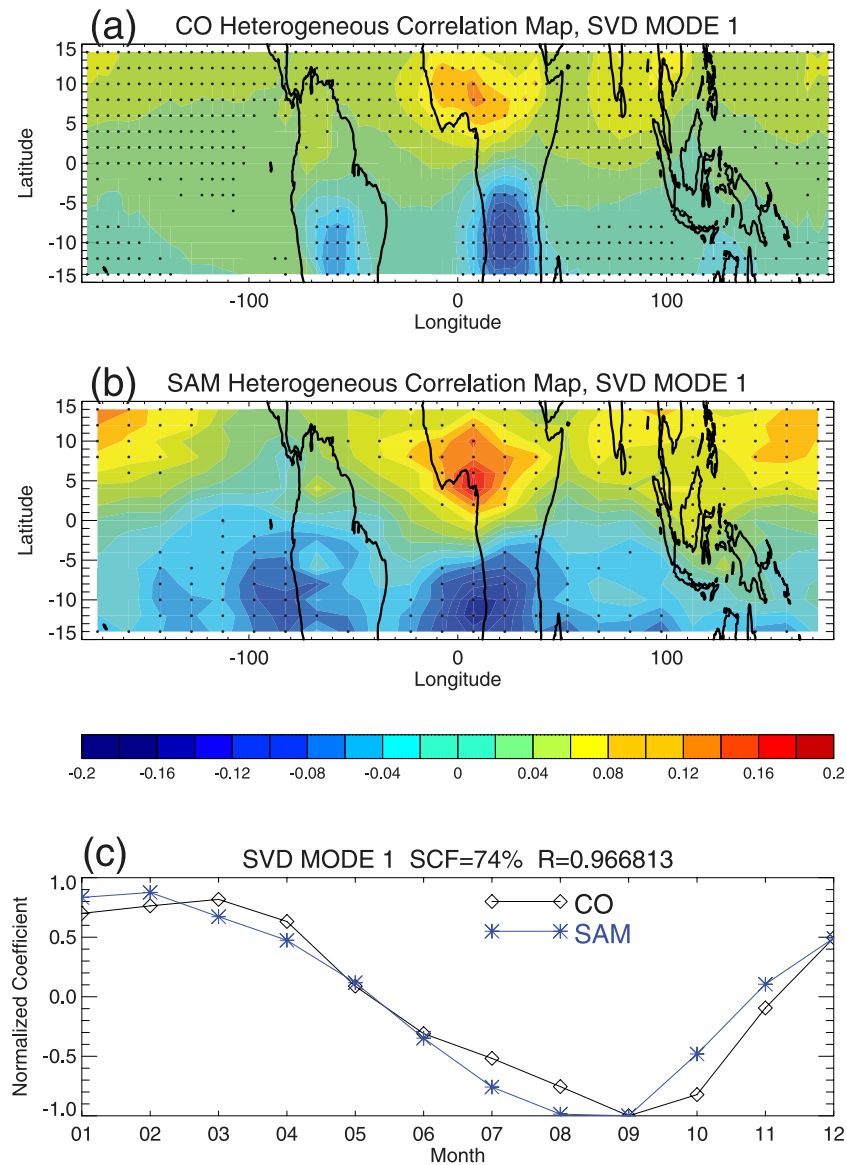 (a)
CO Heterogeneous Correlation Map, SVD MODE 1
15
10
5
0
-5
-10
-15
Latitude
-100 0 100
Longitude
(b)
SAM Heterogeneous Correlation Map, SVD MODE 1
15
10
5
0
-5
-10
-15
Latitude
-100 0 100
Longitude
-0.2 -0.16 -0.12 -0.08 -0.04 0 0.04 0.08 0.12 0.16 0.2
(c)
SVD MODE 1 SCF=74% R=0.966813
1.0
0.5
0.0
-0.5
-1.0
Normalized Coefficient
CO
SAM
01 02 03 04 05 06 07 08 09 10 11 12
Month